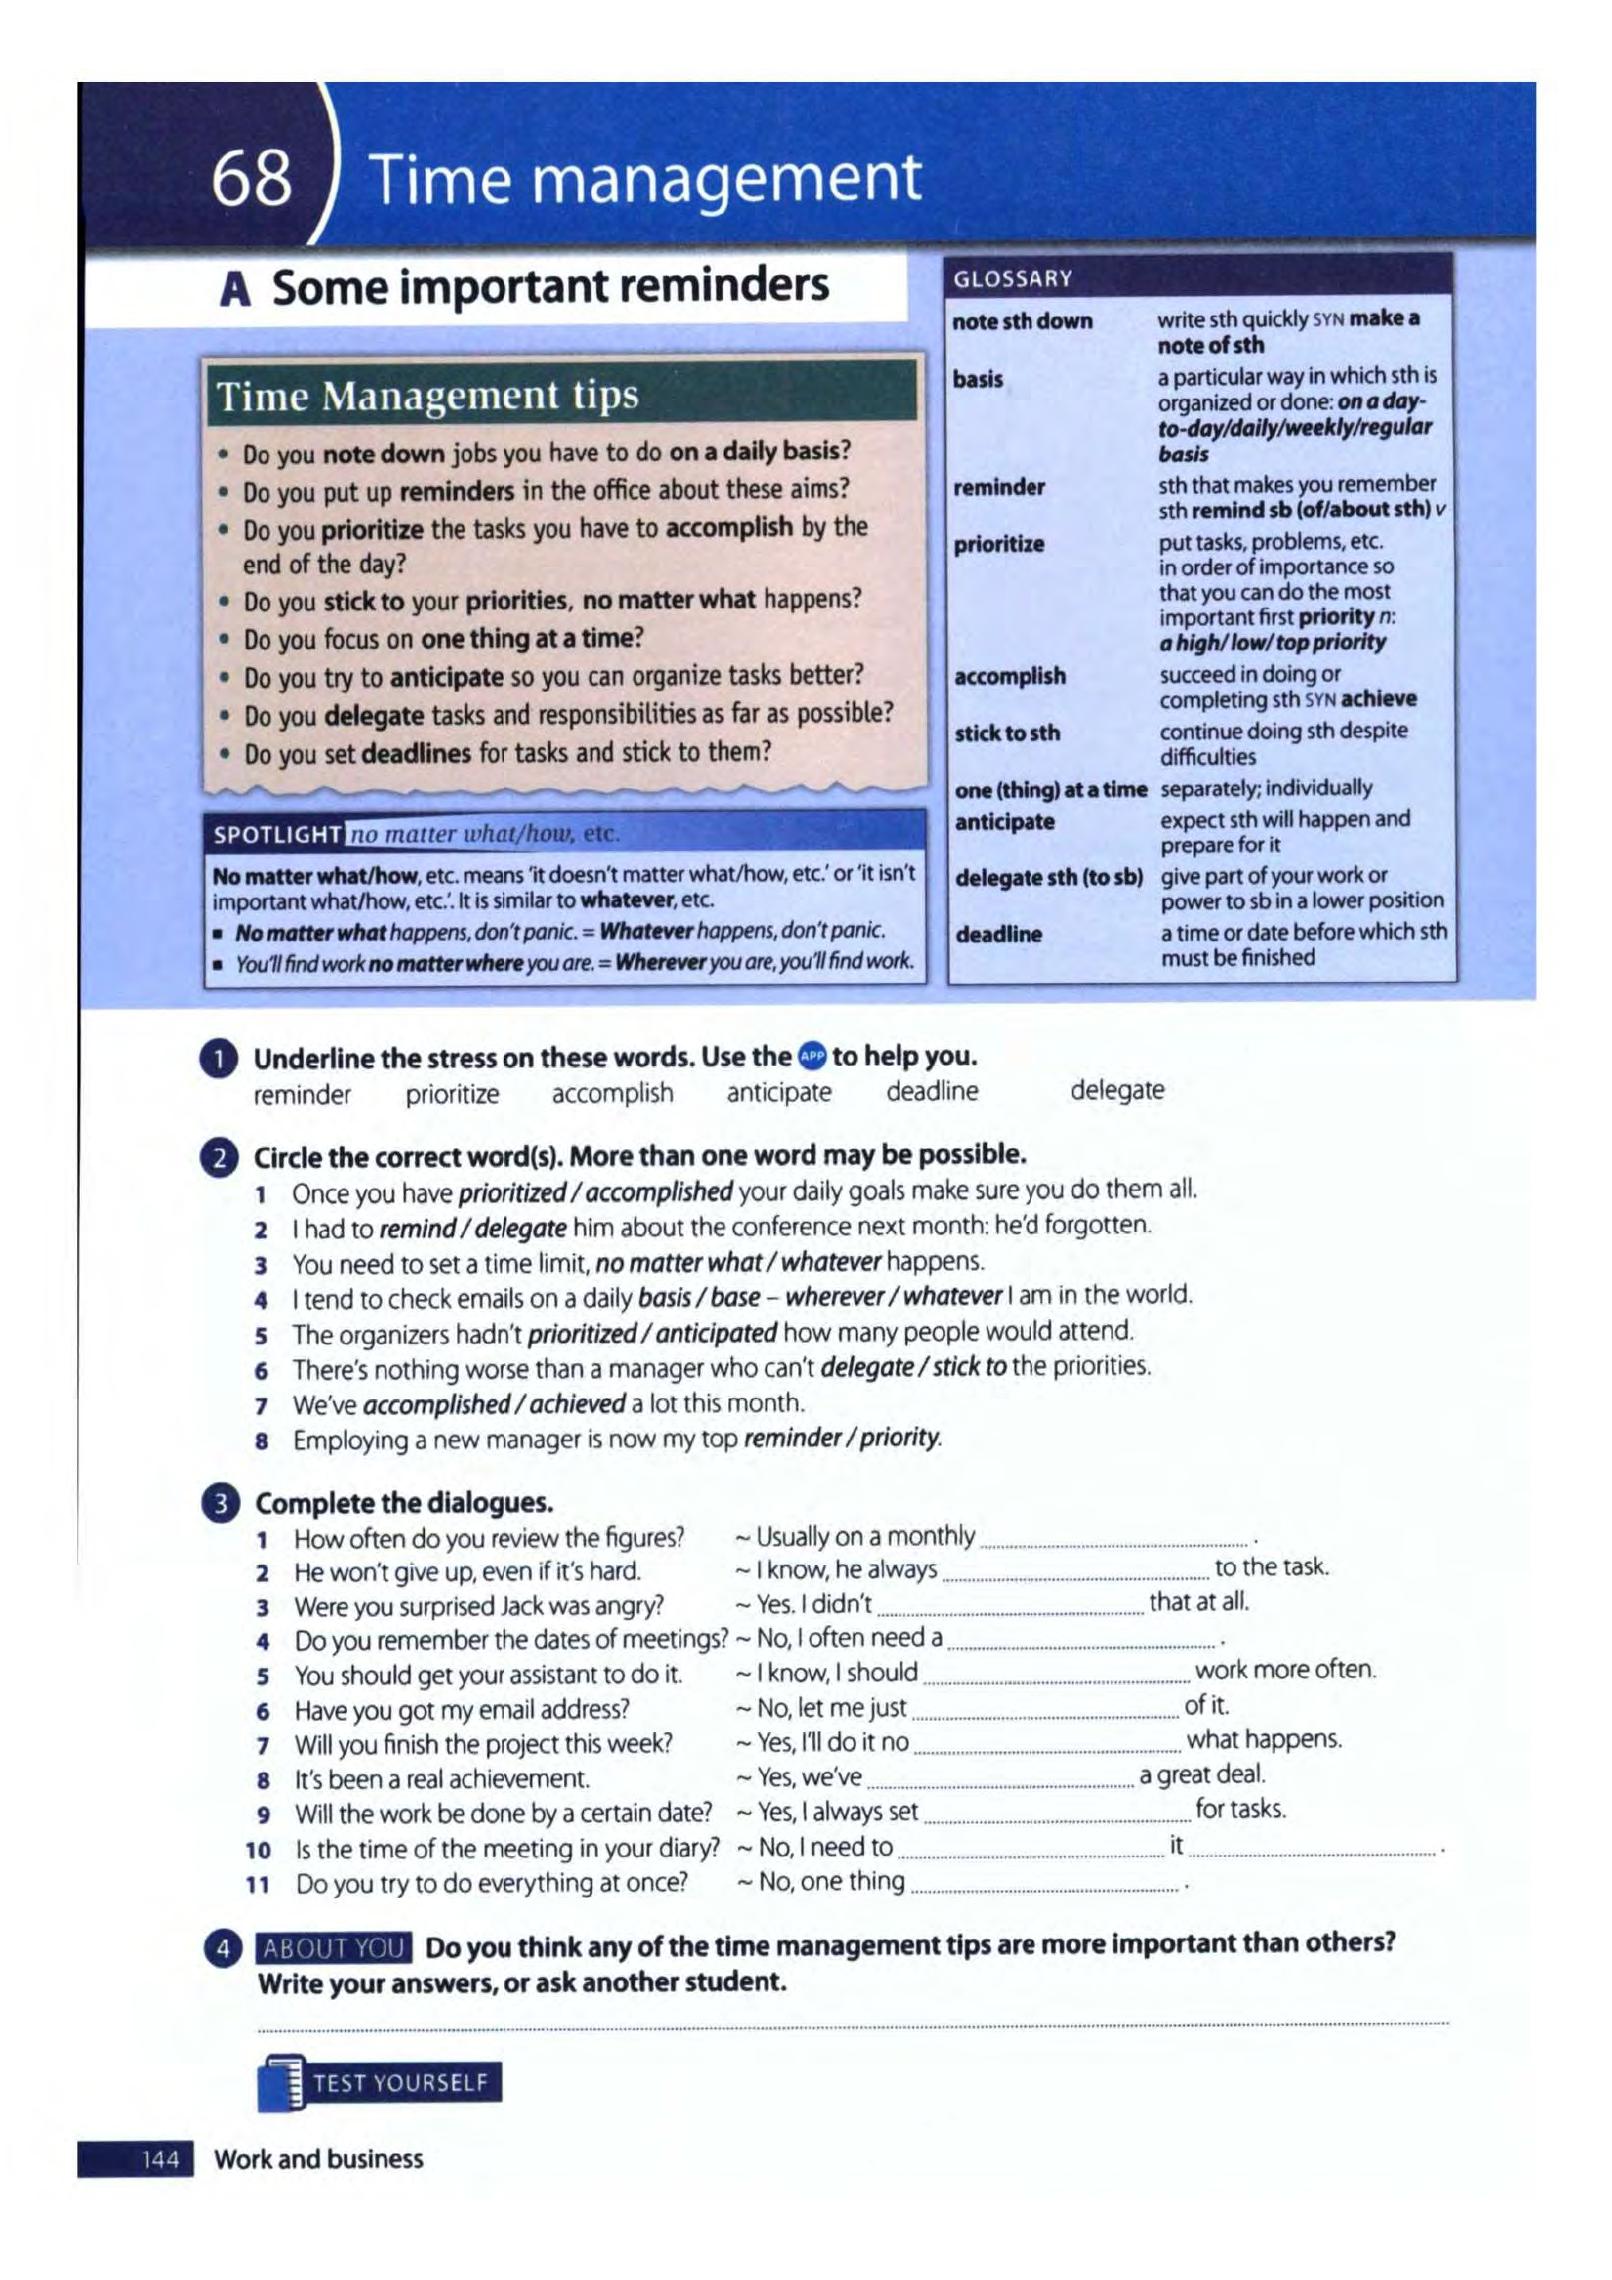 68 Time management
A Some important reminders
Time Management tips
• Do you note down jobs you have to do on a daily basis?
• Do you put up reminders in the office about these aims?
• Do you prioritize the tasks you have to accomplish by the
end of the day?
• Do you stick to your priorities, no matter what happens?
• Do you focus on one thing at a time?
• Do you try to anticipate so you can organize tasks better?
• Do you delegate tasks and responsibilities as far as possible?
• Do you set deadlines for tasks and stick to them?
SPOTLIGHT no matter what/how, etc.
No matter what/how, etc. means 'it doesn't matter what/how, etc.' or 'it isn't
important what/how, etc.'. It is similar to whatever, etc.
▪ No matter what happens, don't panic. = Whatever happens, don't panic.
▪ You'll find work no matter where you are. = Wherever you are, you'll find work.
GLOSSARY
note sth down write sth quickly SYN make a
note of sth
basis a particular way in which sth is
organized or done: on a day-
to-day/daily/weekly/regular
basis
reminder sth that makes you remember
sth remind sb (of/about sth) v
prioritize put tasks, problems, etc.
in order of importance so
that you can do the most
important first priority n:
a high/low/top priority
accomplish succeed in doing or
completing sth SYN achieve
stick to sth continue doing sth despite
difficulties
one (thing) at a time separately; individually
anticipate expect sth will happen and
prepare for it
delegate sth (to sb) give part of your work or
power to sb in a lower position
deadline a time or date before which sth
must be finished
1 Underline the stress on these words. Use the APP to help you.
reminder prioritize accomplish anticipate deadline delegate
2 Circle the correct word(s). More than one word may be possible.
1 Once you have prioritized / accomplished your daily goals make sure you do them all.
2 I had to remind / delegate him about the conference next month: he'd forgotten.
3 You need to set a time limit, no matter what / whatever happens.
4 I tend to check emails on a daily basis / base – wherever / whatever I am in the world.
5 The organizers hadn't prioritized / anticipated how many people would attend.
6 There's nothing worse than a manager who can't delegate / stick to the priorities.
7 We've accomplished / achieved a lot this month.
8 Employing a new manager is now my top reminder / priority.
3 Complete the dialogues.
1 How often do you review the figures? ~ Usually on a monthly .................... .
2 He won't give up, even if it's hard. ~ I know, he always .................... to the task.
3 Were you surprised Jack was angry? ~ Yes. I didn't .................... that at all.
4 Do you remember the dates of meetings? ~ No, I often need a .................... .
5 You should get your assistant to do it. ~ I know, I should .................... work more often.
6 Have you got my email address? ~ No, let me just .................... of it.
7 Will you finish the project this week? ~ Yes, I'll do it no .................... what happens.
8 It's been a real achievement. ~ Yes, we've .................... a great deal.
9 Will the work be done by a certain date? ~ Yes, I always set .................... for tasks.
10 Is the time of the meeting in your diary? ~ No, I need to .................... it .................... .
11 Do you try to do everything at once? ~ No, one thing .................... .
4 ABOUT YOU Do you think any of the time management tips are more important than others?
Write your answers, or ask another student.
TEST YOURSELF
144 Work and business